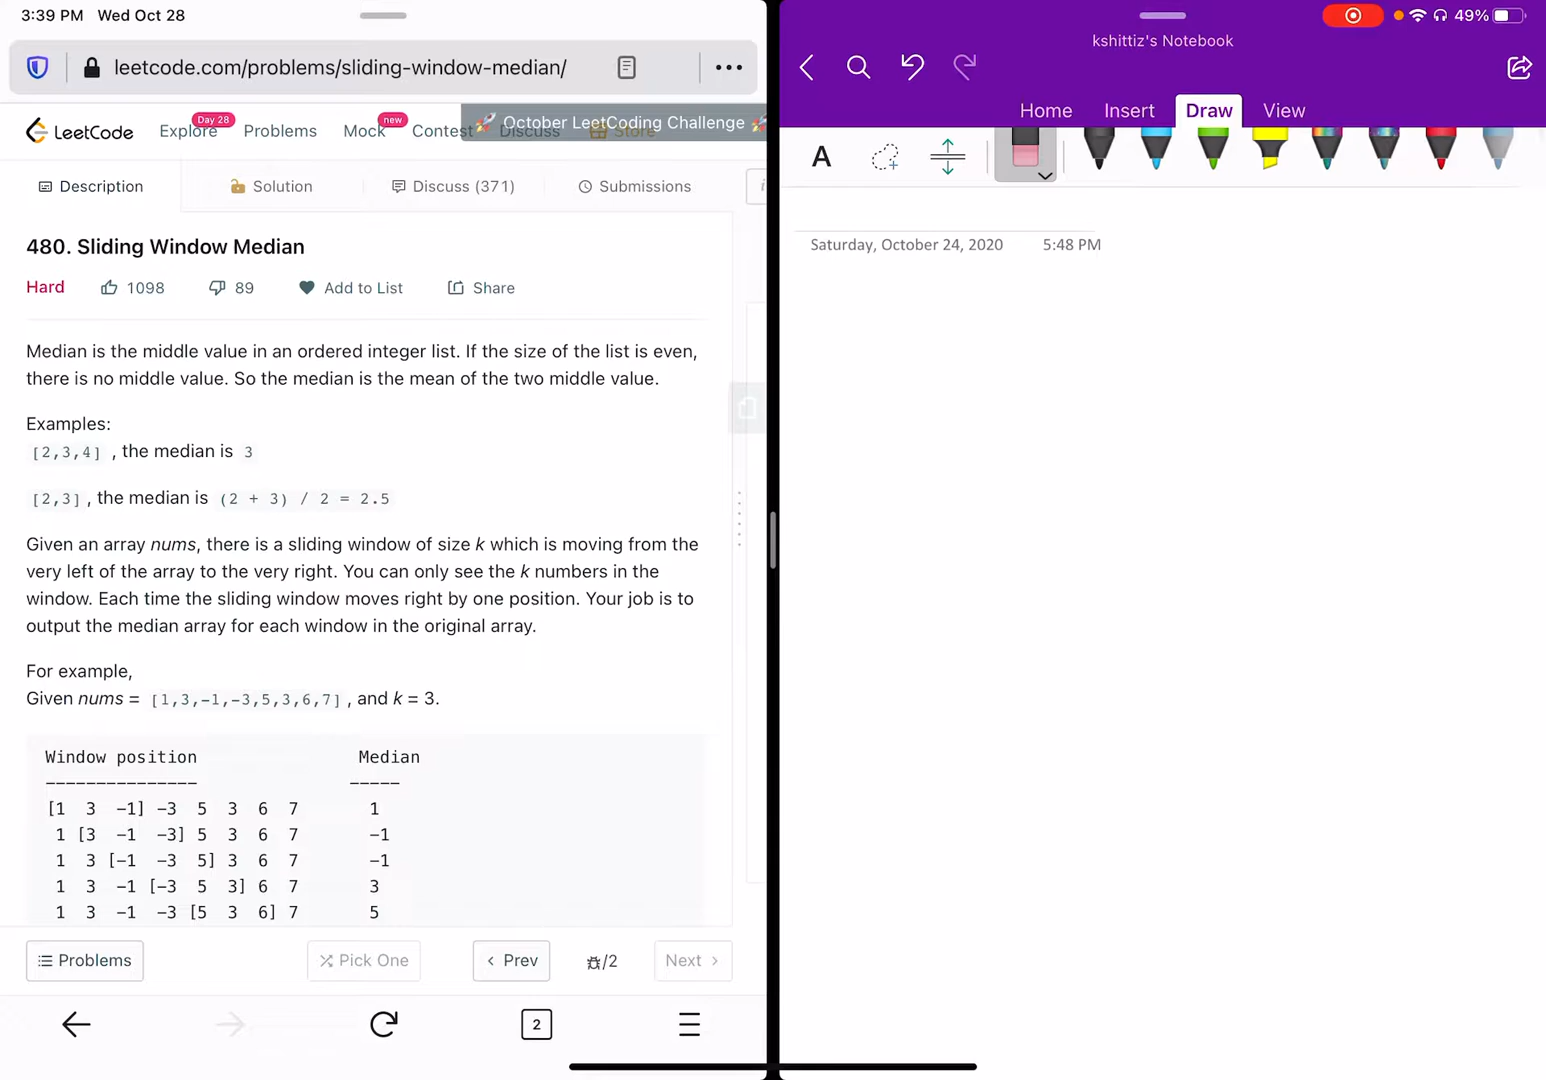 3:39 PM Wed Oct 28
49%
leetcode.com/problems/sliding-window-median/
kshittiz's Notebook
Home Insert Draw View
LeetCode Explore Day 28 Problems Mock new Contest Discuss Store
🚀 October LeetCoding Challenge 🚀
A
Description Solution Discuss (371) Submissions i
480. Sliding Window Median
Saturday, October 24, 2020 5:48 PM
Hard 1098 89 Add to List Share
Median is the middle value in an ordered integer list. If the size of the list is even,
there is no middle value. So the median is the mean of the two middle value.
Examples:
[2,3,4] , the median is 3
[2,3] , the median is (2 + 3) / 2 = 2.5
Given an array nums, there is a sliding window of size k which is moving from the
very left of the array to the very right. You can only see the k numbers in the
window. Each time the sliding window moves right by one position. Your job is to
output the median array for each window in the original array.
For example,
Given nums = [1,3,-1,-3,5,3,6,7] , and k = 3.
Window position Median
--------------- -----
[1 3 -1] -3 5 3 6 7 1
1 [3 -1 -3] 5 3 6 7 -1
1 3 [-1 -3 5] 3 6 7 -1
1 3 -1 [-3 5 3] 6 7 3
1 3 -1 -3 [5 3 6] 7 5
Problems Pick One < Prev /2 Next >
2